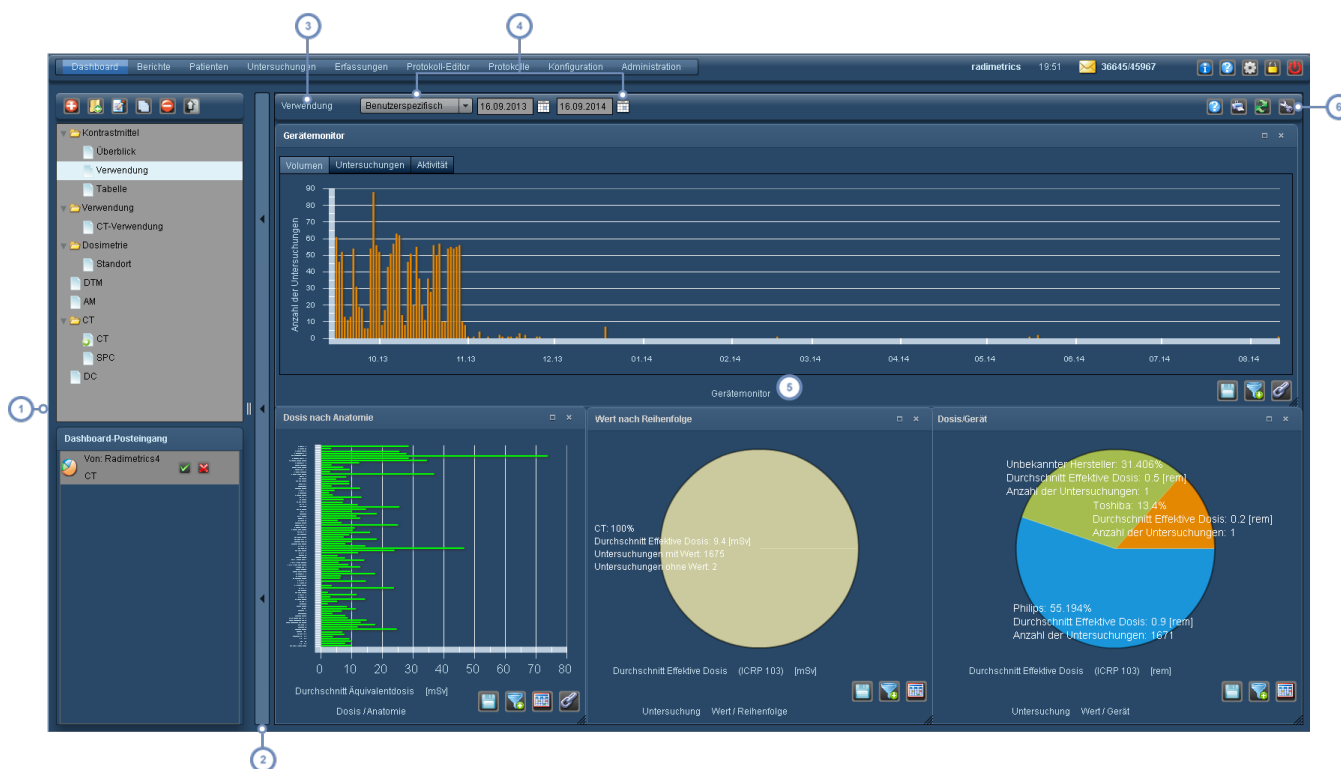 3
4
Dashboard Berichte Patienten Untersuchungen Erfassungen Protokoll-Editor Protokolle Konfiguration Administration radimetrics 19:51 36645/45967
Verwendung Benutzerspezifisch 16.09.2013 16.09.2014
6
Kontrastmittel
Überblick
Verwendung
Tabelle
Verwendung
CT-Verwendung
Dosimetrie
Standort
DTM
AM
CT
CT
SPC
DC
1
Dashboard-Posteingang
Von: Radimetrics4
CT
2
Gerätemonitor
Volumen Untersuchungen Aktivität
Anzahl der Untersuchungen
90
80
70
60
50
40
30
20
10
0
10.13 11.13 12.13 01.14 02.14 03.14 04.14 05.14 06.14 07.14 08.14
Gerätemonitor 5
Dosis nach Anatomie
0 10 20 30 40 50 60 70 80
Durchschnitt Äquivalentdosis [mSv]
Dosis / Anatomie
Wert nach Reihenfolge
CT: 100%
Durchschnitt Effektive Dosis: 9.4 [mSv]
Untersuchungen mit Wert: 1675
Untersuchungen ohne Wert: 2
Durchschnitt Effektive Dosis (ICRP 103) [mSv]
Untersuchung Wert / Reihenfolge
Dosis/Gerät
Unbekannter Hersteller: 31.406%
Durchschnitt Effektive Dosis: 0.5 [rem]
Anzahl der Untersuchungen: 1
Toshiba: 13.4%
Durchschnitt Effektive Dosis: 0.2 [rem]
Anzahl der Untersuchungen: 1
Philips: 55.194%
Durchschnitt Effektive Dosis: 0.9 [rem]
Anzahl der Untersuchungen: 1671
Durchschnitt Effektive Dosis (ICRP 103) [rem]
Untersuchung Wert / Gerät